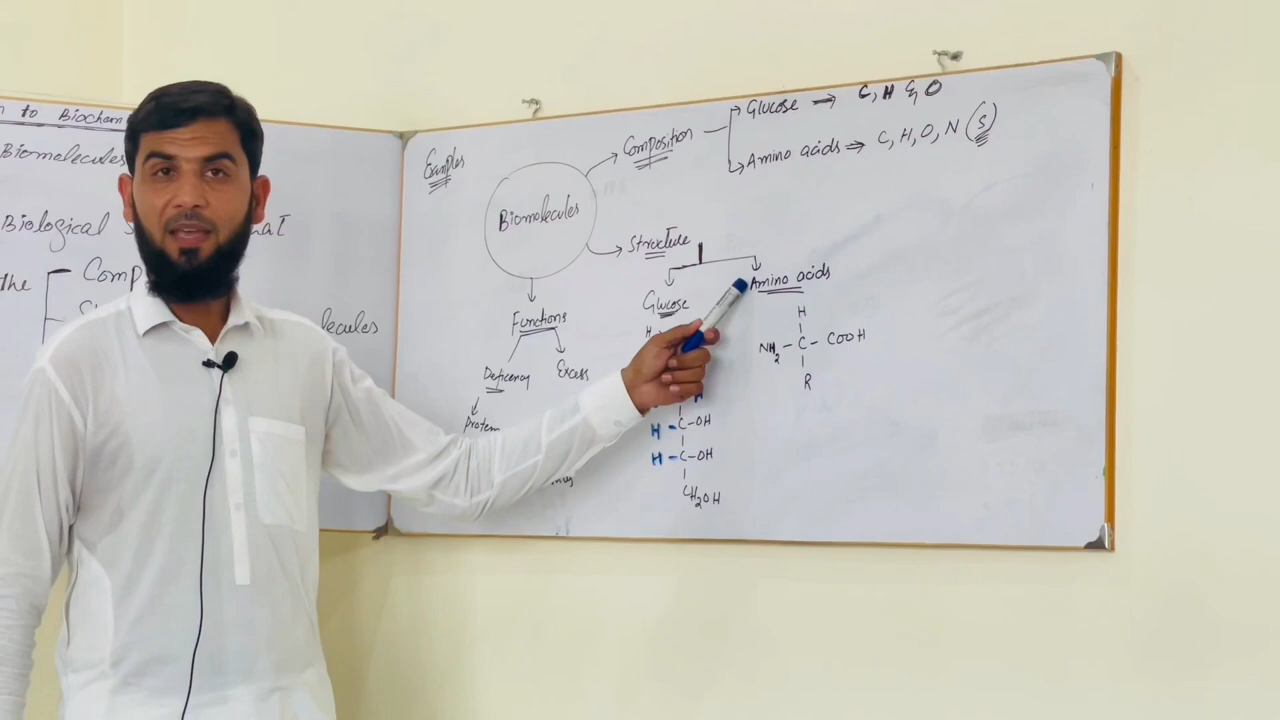 to Biochem
Biomolecules
Biological
the
Comp
lecules
Examples
Biomolecules
Composition
Glucose → C, H & O
Amino acids ⇒ C, H, O, N (S)
Structure
Glucose
Amino acids
H
NH2 - C - COOH
R
Functions
Deficency
Excess
Protein
H
H
H - C - OH
H - C - OH
CH2OH